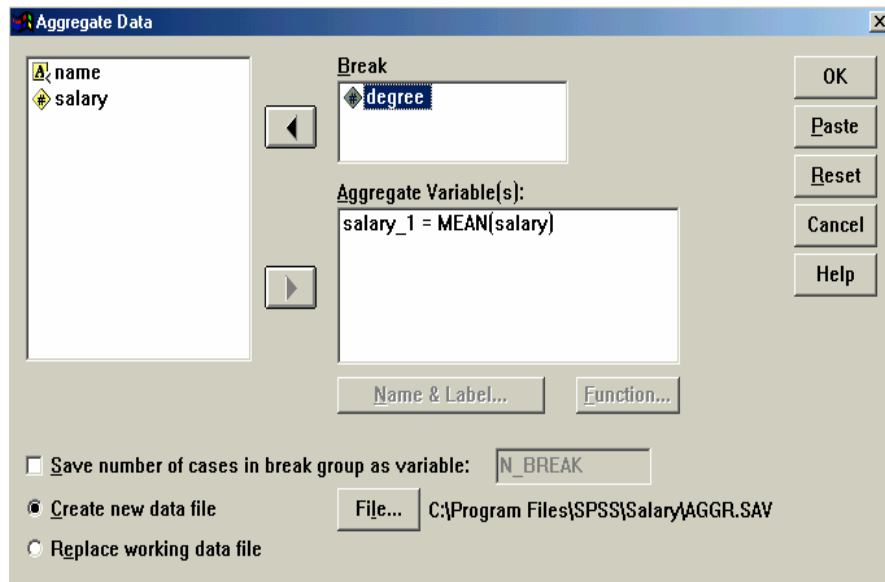 Aggregate Data
name
salary
Break
degree
Aggregate Variable(s):
salary_1 = MEAN(salary)
Name & Label...
Function...
OK
Paste
Reset
Cancel
Help
Save number of cases in break group as variable:
N_BREAK
Create new data file
File...
C:\Program Files\SPSS\Salary\AGGR.SAV
Replace working data file